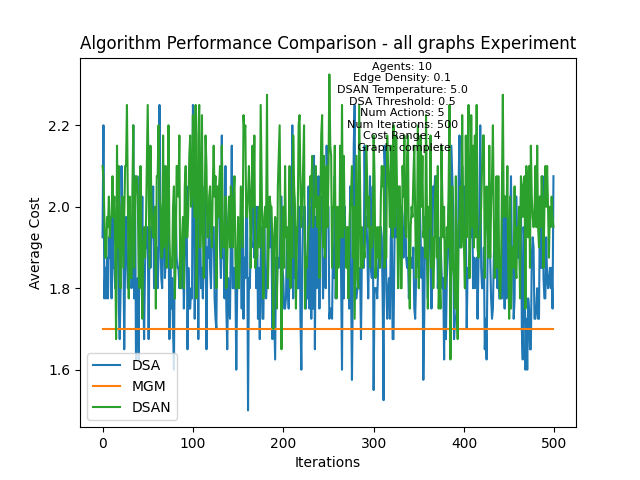 Algorithm Performance Comparison - all graphs Experiment
Agents: 10
Edge Density: 0.1
DSAN Temperature: 5.0
DSA Threshold: 0.5
Num Actions: 5
Num Iterations: 500
Cost Range: 4
Graph: complete
2.2
2.0
1.8
1.6
Average Cost
DSA
MGM
DSAN
0
100
200
300
400
500
Iterations